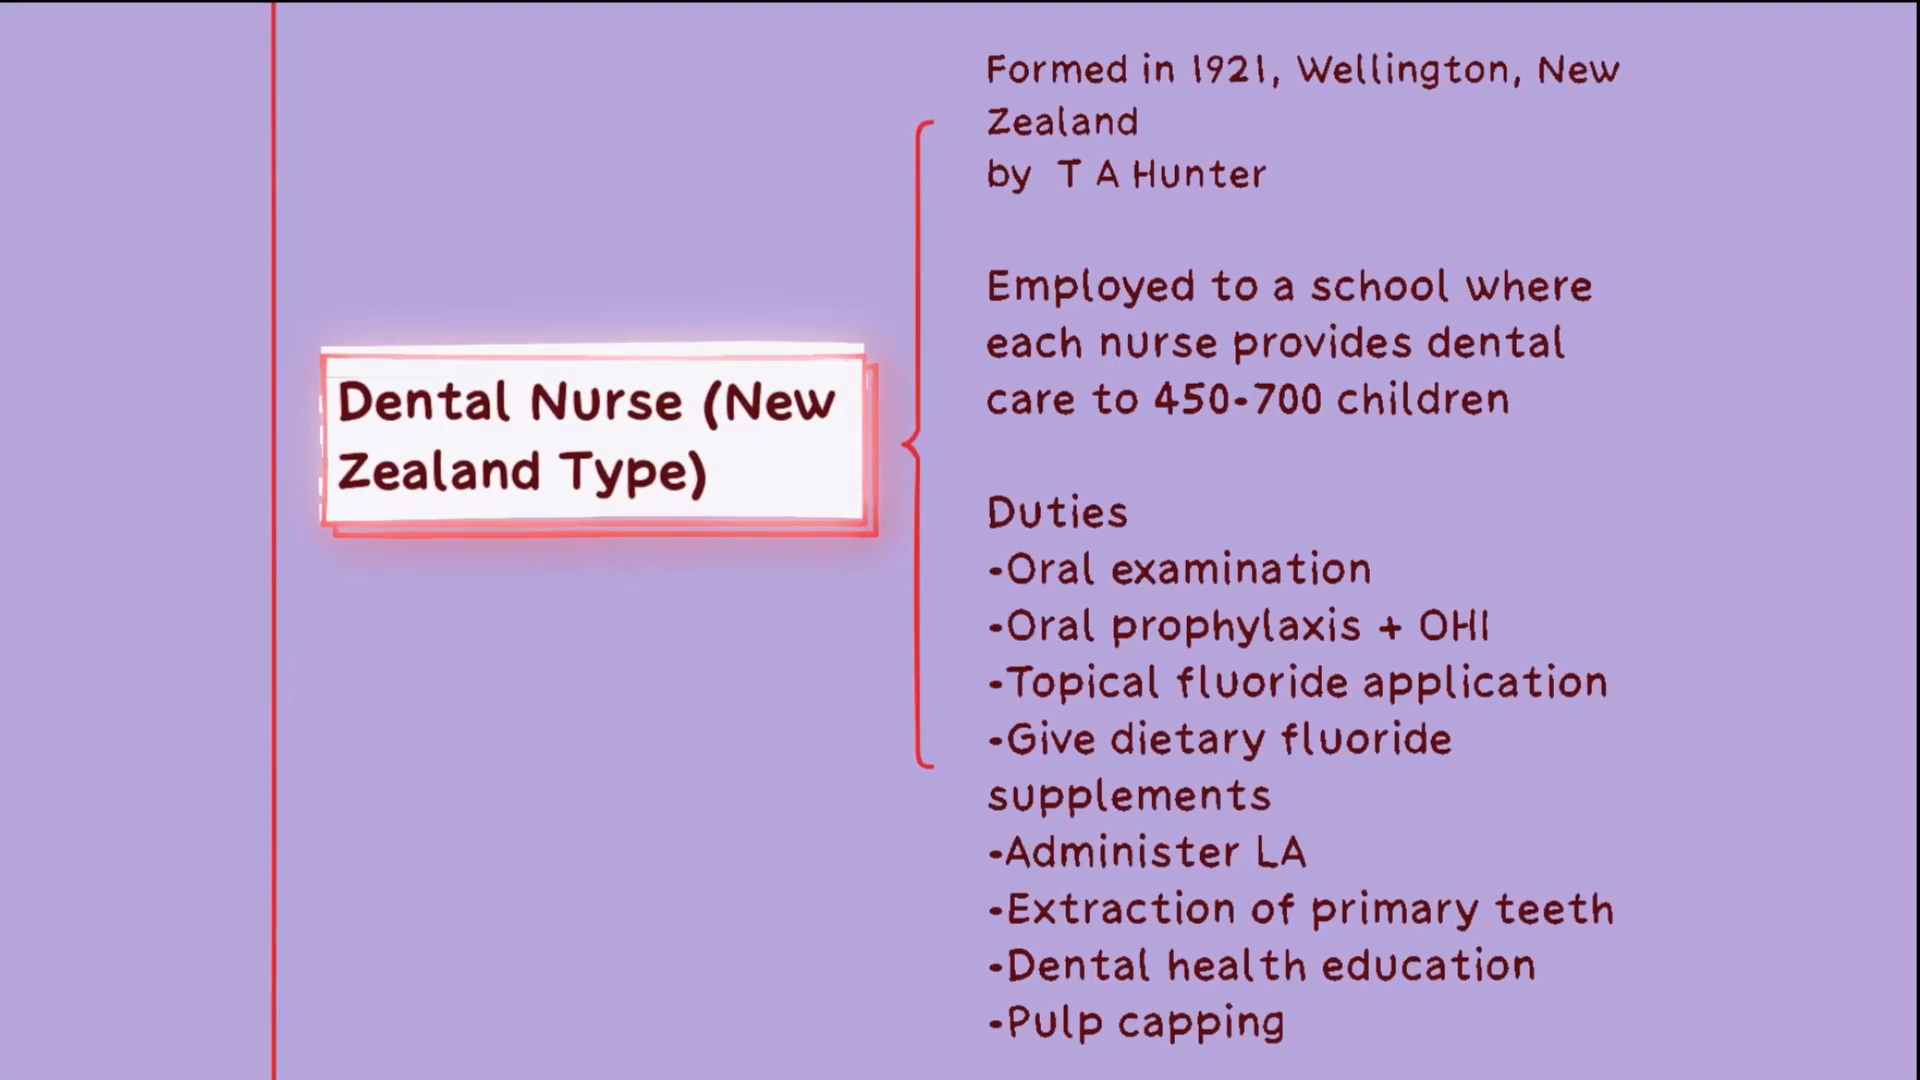 Dental Nurse (New
Zealand Type)
Formed in 1921, Wellington, New
Zealand
by T A Hunter
Employed to a school where
each nurse provides dental
care to 450-700 children
Duties
-Oral examination
-Oral prophylaxis + OHI
-Topical fluoride application
-Give dietary fluoride
supplements
-Administer LA
-Extraction of primary teeth
-Dental health education
-Pulp capping